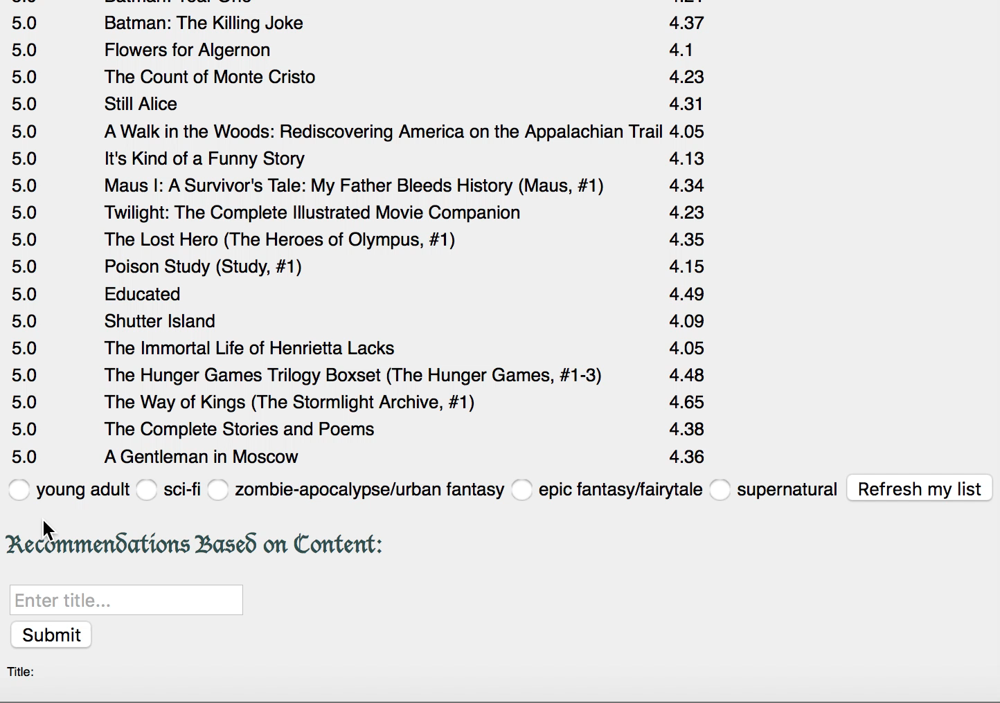 5.0 Batman: Year One 4.21
5.0 Batman: The Killing Joke 4.37
5.0 Flowers for Algernon 4.1
5.0 The Count of Monte Cristo 4.23
5.0 Still Alice 4.31
5.0 A Walk in the Woods: Rediscovering America on the Appalachian Trail 4.05
5.0 It's Kind of a Funny Story 4.13
5.0 Maus I: A Survivor's Tale: My Father Bleeds History (Maus, #1) 4.34
5.0 Twilight: The Complete Illustrated Movie Companion 4.23
5.0 The Lost Hero (The Heroes of Olympus, #1) 4.35
5.0 Poison Study (Study, #1) 4.15
5.0 Educated 4.49
5.0 Shutter Island 4.09
5.0 The Immortal Life of Henrietta Lacks 4.05
5.0 The Hunger Games Trilogy Boxset (The Hunger Games, #1-3) 4.48
5.0 The Way of Kings (The Stormlight Archive, #1) 4.65
5.0 The Complete Stories and Poems 4.38
5.0 A Gentleman in Moscow 4.36
young adult sci-fi zombie-apocalypse/urban fantasy epic fantasy/fairytale supernatural Refresh my list
Recommendations Based on Content:
Enter title...
Submit
Title: